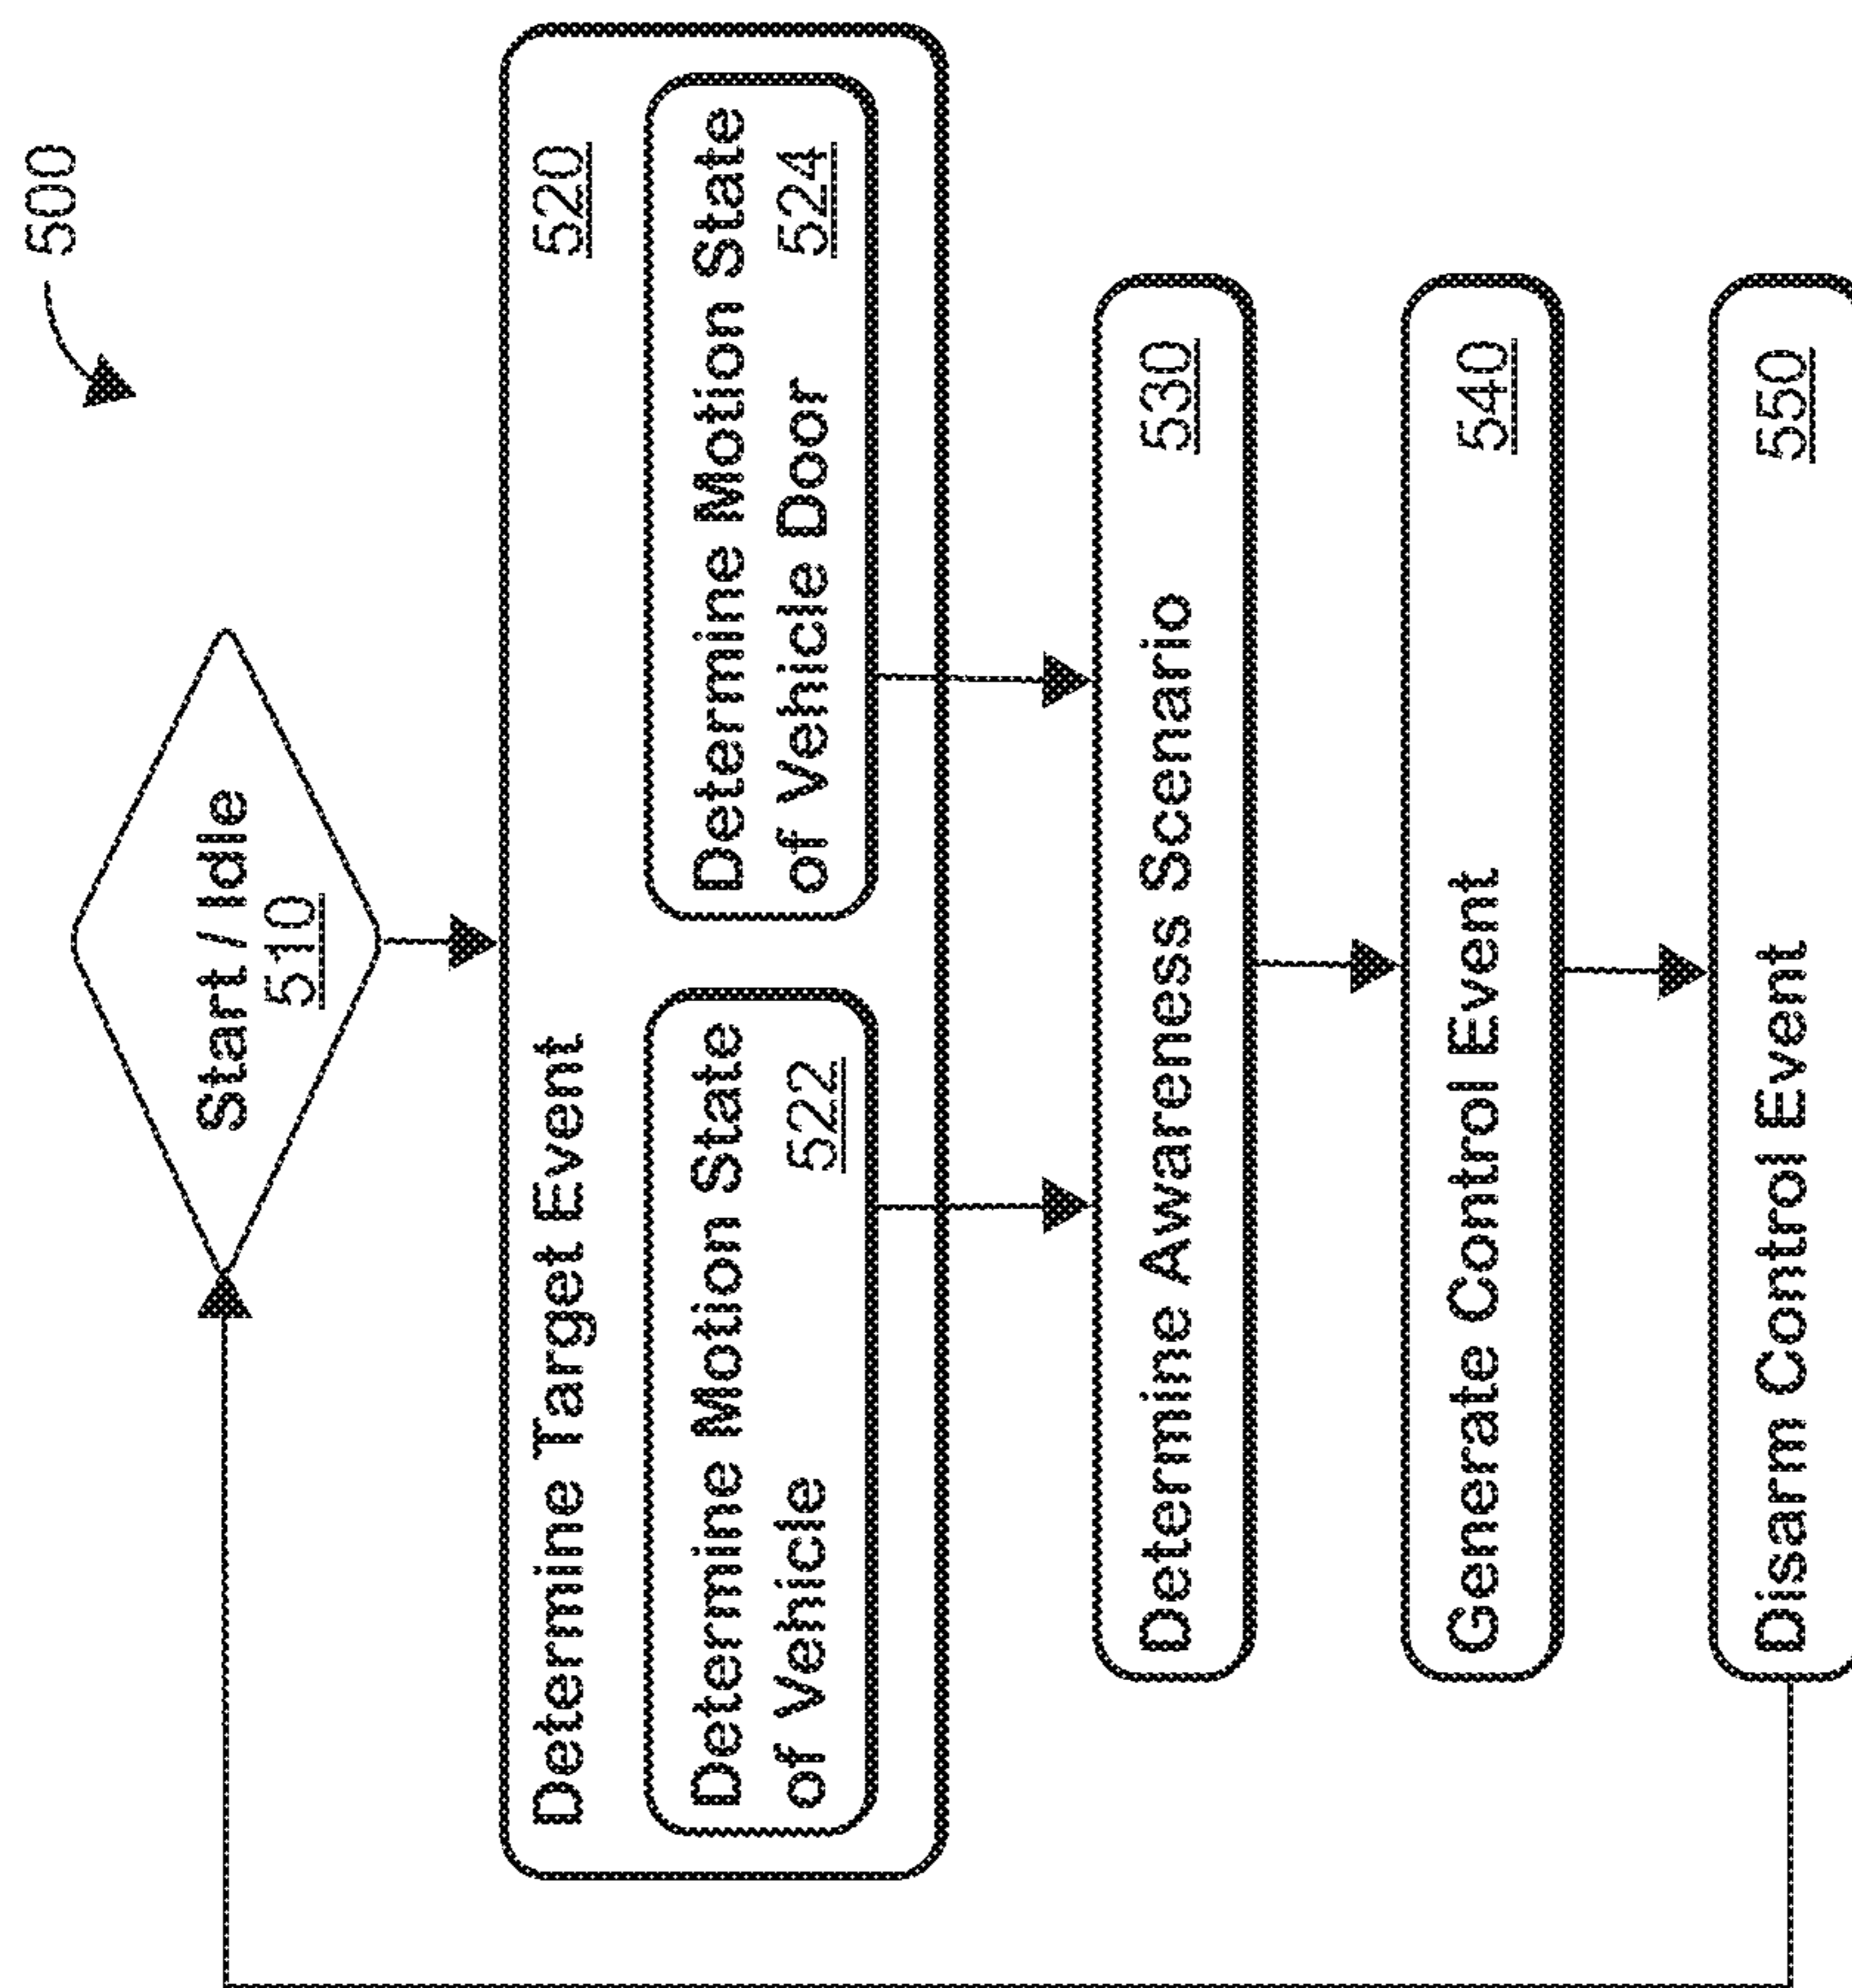 500
Start / Idle
510
Determine Target Event 520
Determine Motion State
of Vehicle 522
Determine Motion State
of Vehicle Door 524
Determine Awareness Scenario 530
Generate Control Event 540
Disarm Control Event 550